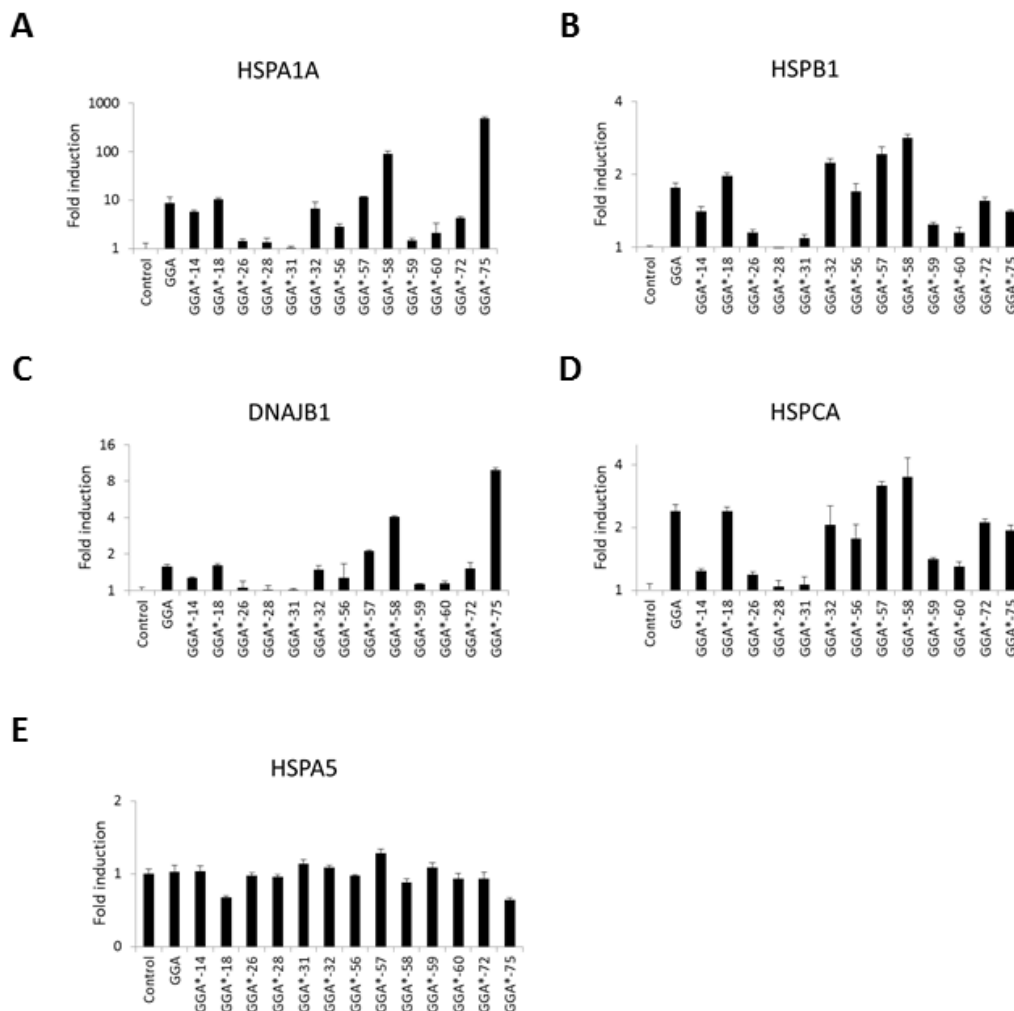 A
HSPA1A
Fold induction
1000
100
10
1
Control
GGA
GGA*-14
GGA*-18
GGA*-26
GGA*-28
GGA*-31
GGA*-32
GGA*-56
GGA*-57
GGA*-58
GGA*-59
GGA*-60
GGA*-72
GGA*-75
B
HSPB1
Fold induction
4
2
1
Control
GGA
GGA*-14
GGA*-18
GGA*-26
GGA*-28
GGA*-31
GGA*-32
GGA*-56
GGA*-57
GGA*-58
GGA*-59
GGA*-60
GGA*-72
GGA*-75
C
DNAJB1
Fold induction
16
8
4
2
1
Control
GGA
GGA*-14
GGA*-18
GGA*-26
GGA*-28
GGA*-31
GGA*-32
GGA*-56
GGA*-57
GGA*-58
GGA*-59
GGA*-60
GGA*-72
GGA*-75
D
HSPCA
Fold induction
4
2
1
Control
GGA
GGA*-14
GGA*-18
GGA*-26
GGA*-28
GGA*-31
GGA*-32
GGA*-56
GGA*-57
GGA*-58
GGA*-59
GGA*-60
GGA*-72
GGA*-75
E
HSPA5
Fold induction
2
1
0
Control
GGA
GGA*-14
GGA*-18
GGA*-26
GGA*-28
GGA*-31
GGA*-32
GGA*-56
GGA*-57
GGA*-58
GGA*-59
GGA*-60
GGA*-72
GGA*-75